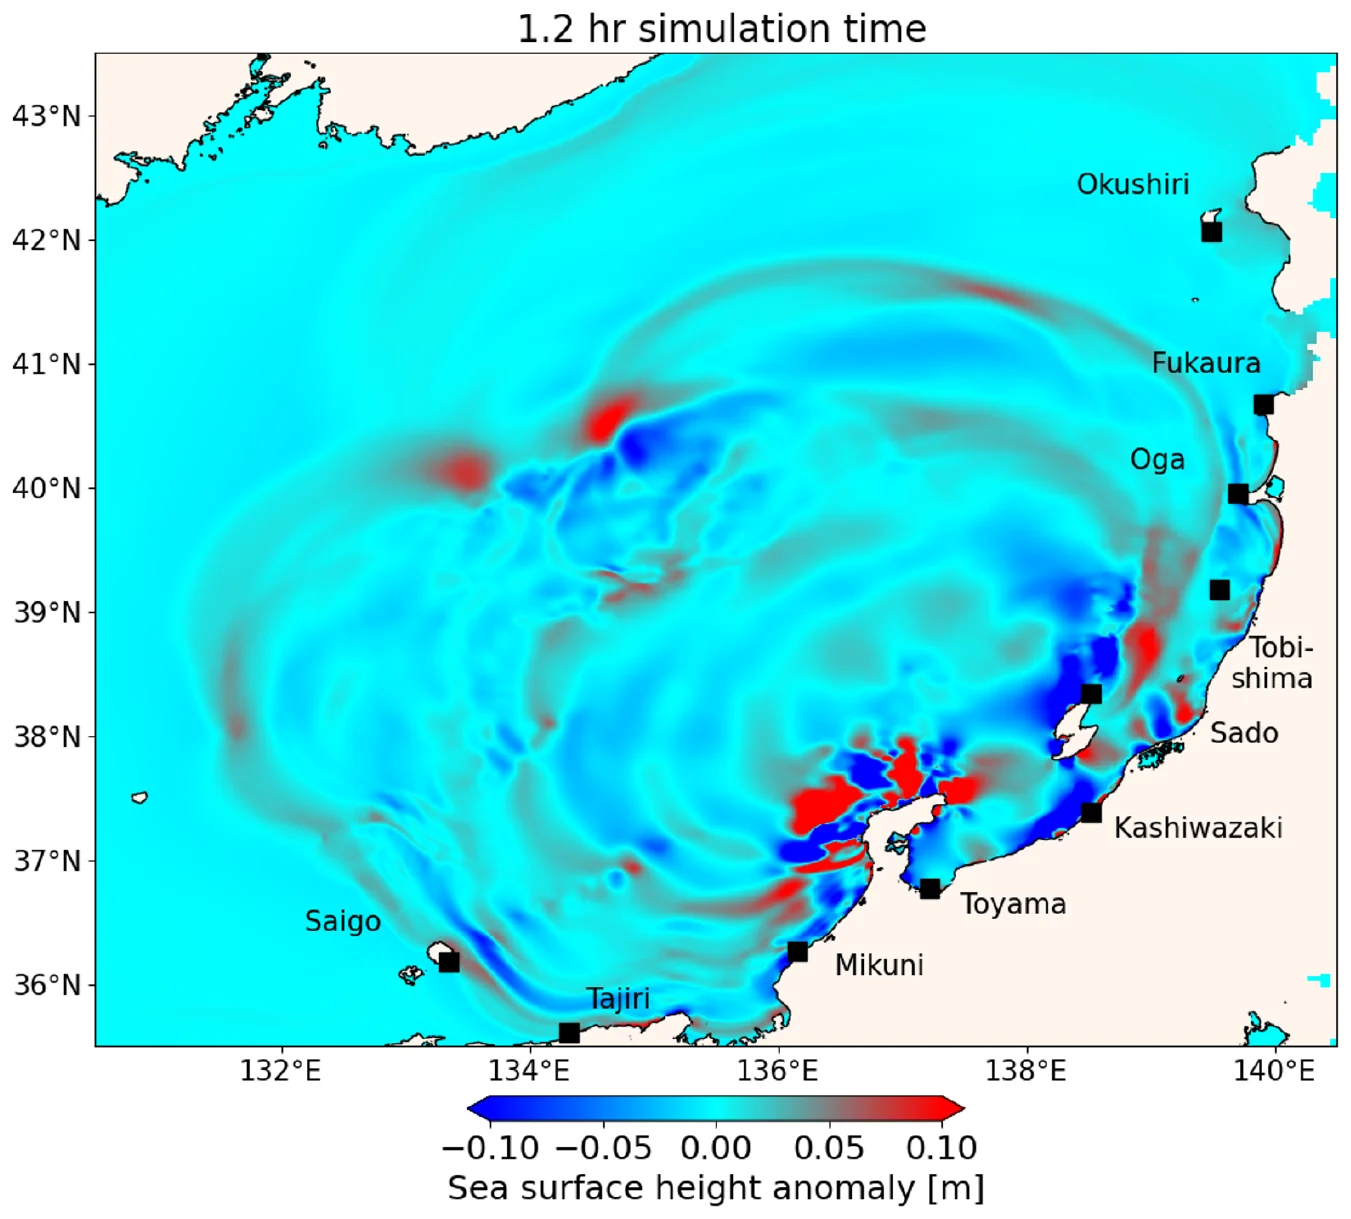 1.2 hr simulation time
43°N
42°N
41°N
40°N
39°N
38°N
37°N
36°N
Okushiri
Fukaura
Oga
Tobi-
shima
Sado
Kashiwazaki
Toyama
Mikuni
Saigo
Tajiri
132°E 134°E 136°E 138°E 140°E
−0.10 −0.05 0.00 0.05 0.10
Sea surface height anomaly [m]